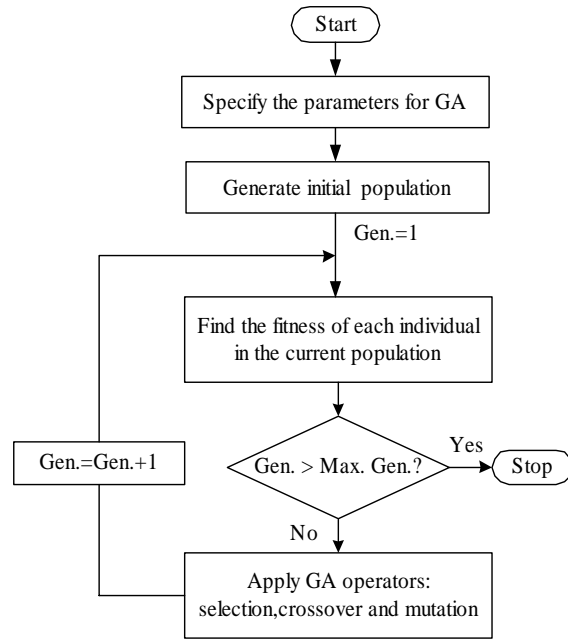 Start
Specify the parameters for GA
Generate initial population
Gen.=1
Find the fitness of each individual
in the current population
Gen.=Gen.+1
Gen. > Max. Gen.?
Yes
Stop
No
Apply GA operators:
selection,crossover and mutation